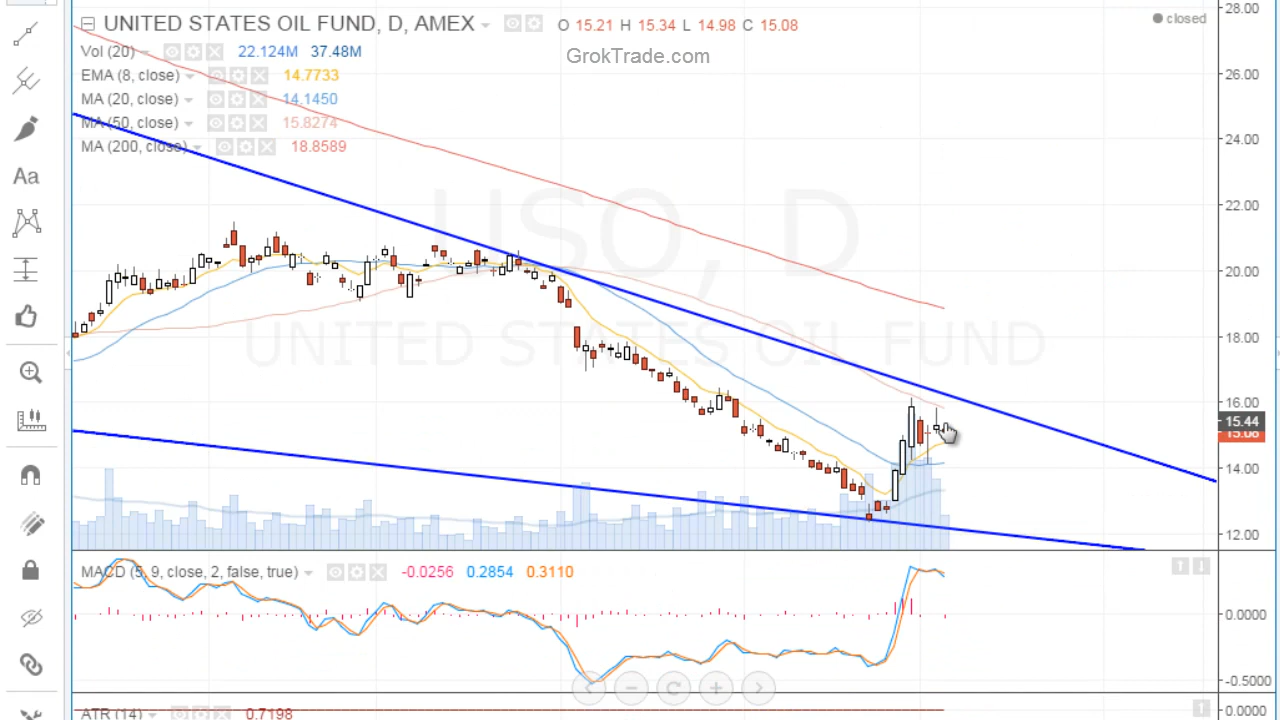 28.00
UNITED STATES OIL FUND, D, AMEX O 15.21 H 15.34 L 14.98 C 15.08
closed
GrokTrade.com
Vol (20) 22.124M 37.48M
EMA (8, close) 14.7733
26.00
MA (20, close) 14.1450
MA (50, close) 15.8274
24.00
MA (200, close) 18.8589
Aa
22.00
USO, D
20.00
UNITED STATES OIL FUND
18.00
16.00
15.44
15.08
14.00
12.00
MACD (5, 9, close, 2, false, true) -0.0256 0.2854 0.3110
0.0000
-0.5000
ATR (14) 0.7198
0.0000